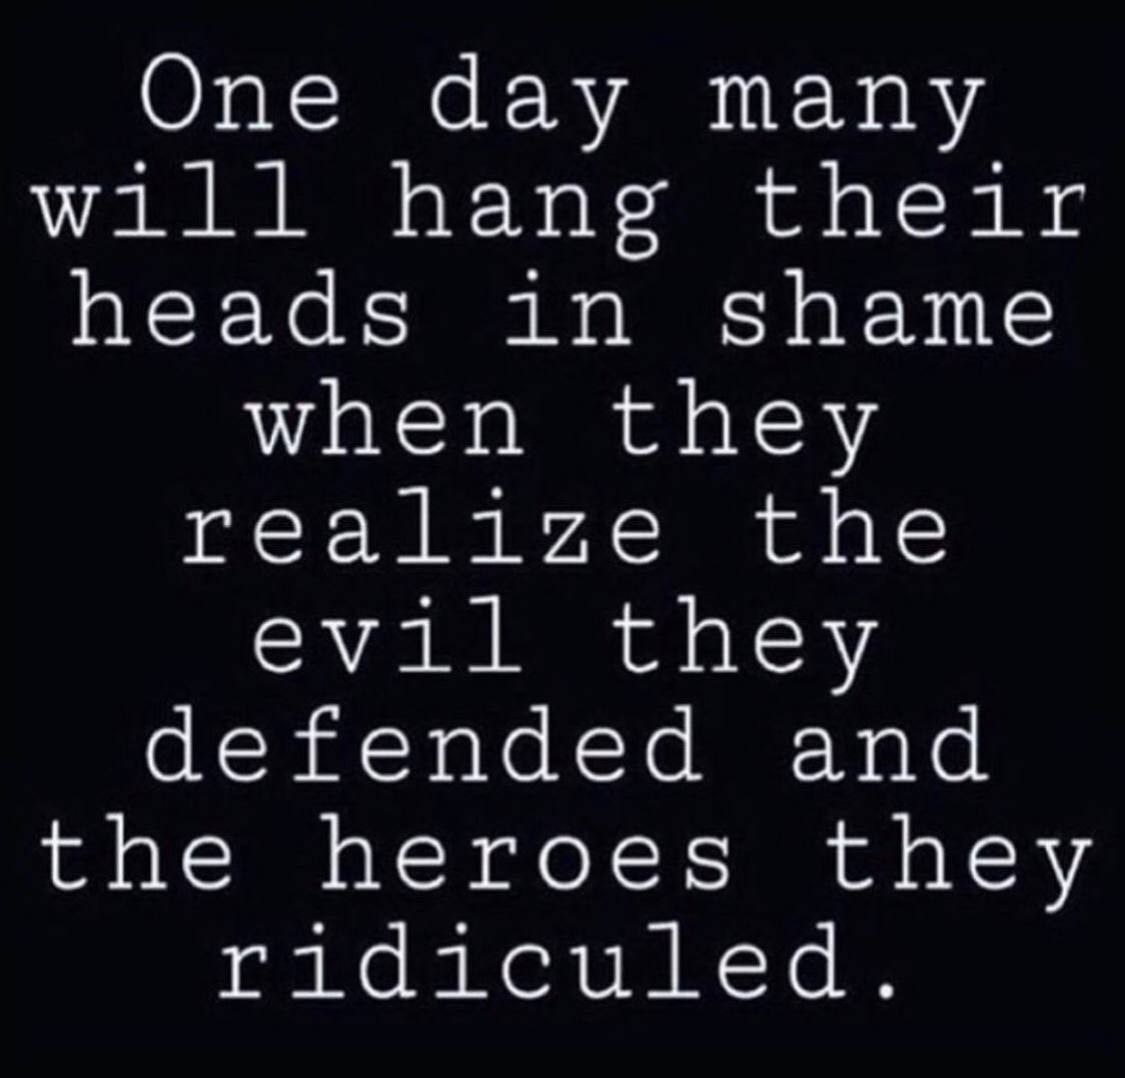 One day many
will hang their
heads in shame
when they
realize the
evil they
defended and
the heroes they
ridiculed.